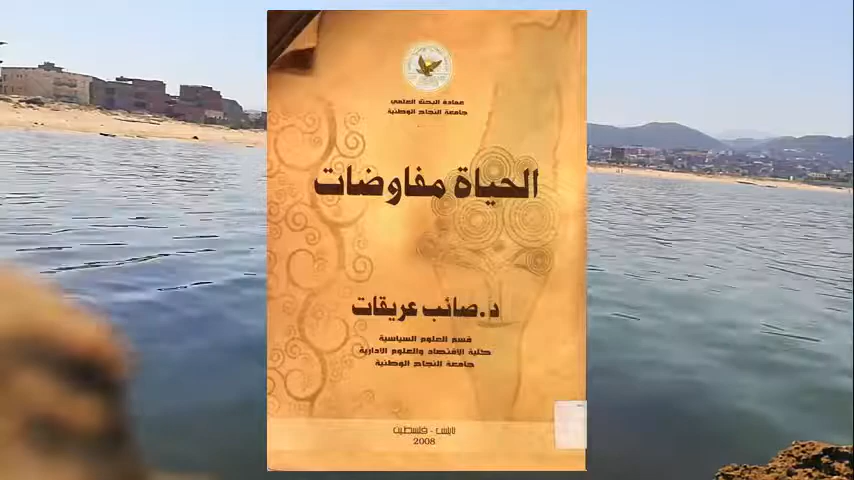 عمادة البحث العلمي
جامعة النجاح الوطنية
الحياة مفاوضات
د.صائب عريقات
قسم العلوم السياسية
كلية الاقتصاد والعلوم الادارية
جامعة النجاح الوطنية
نابلس - فلسطين
2008